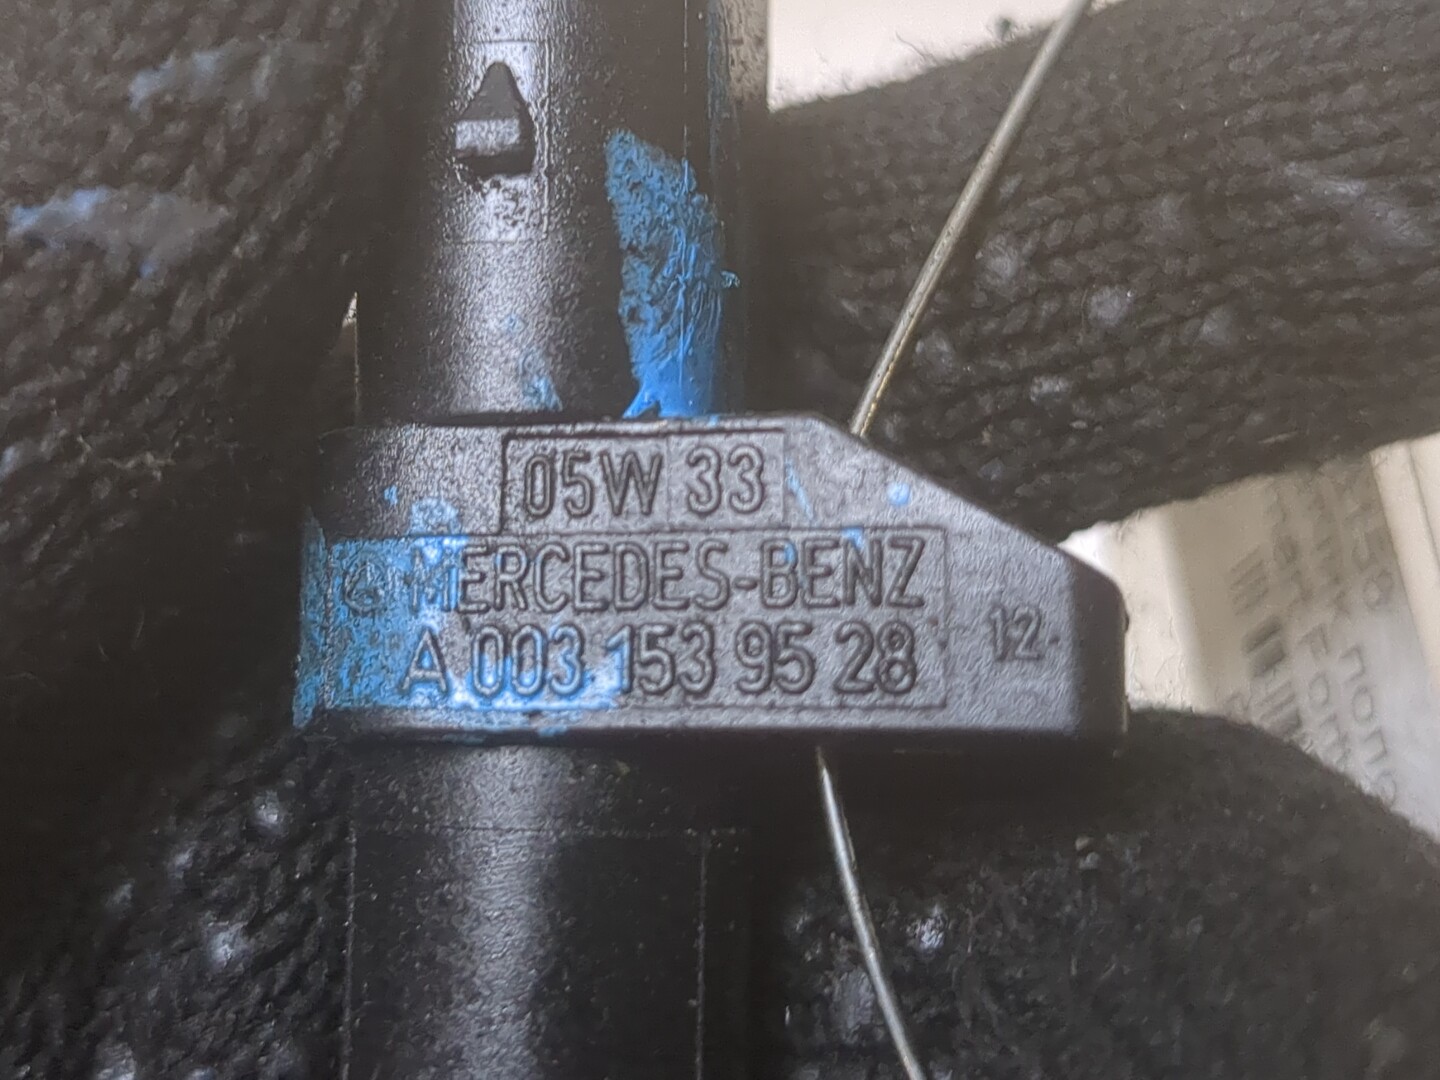 05W 33
MERCEDES-BENZ
A 003 153 95 28
12